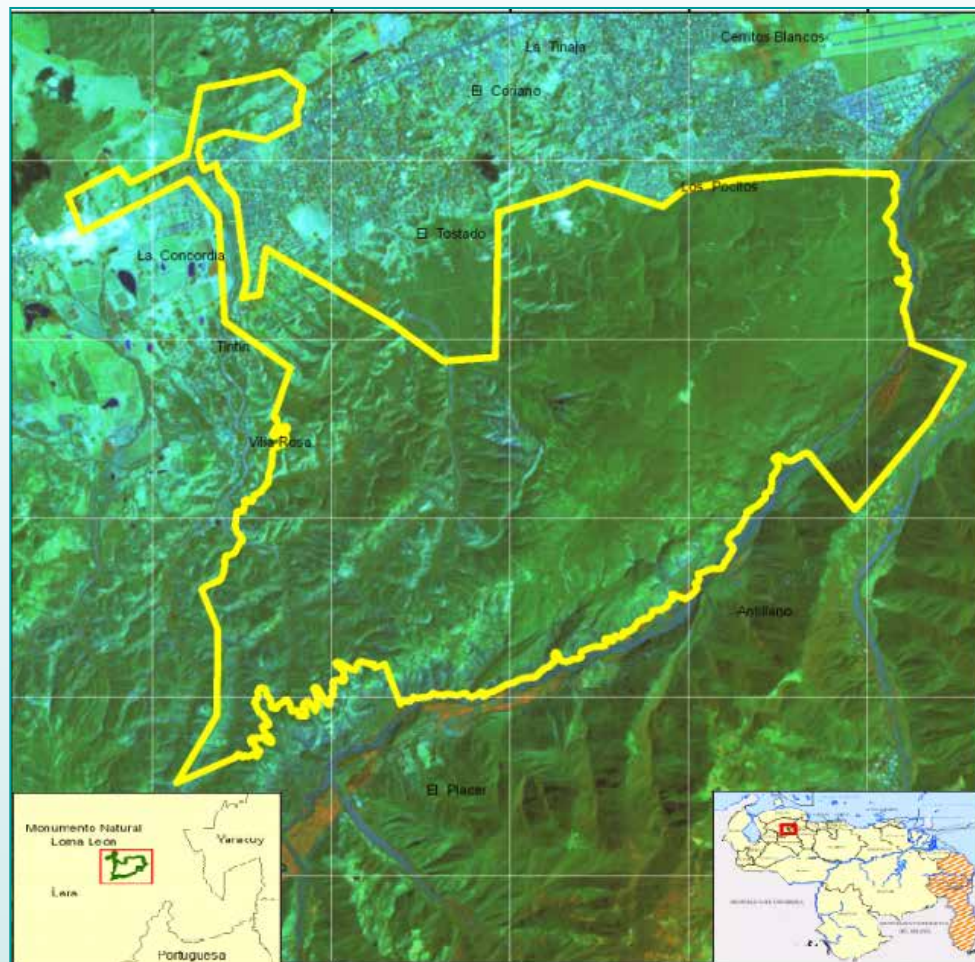 La Tinaja
Cerritos Blancos
El Coriano
Los Pocitos
El Tostado
La Concordia
Tintin
Villa Rosa
Antillano
El Placer
Monumento Natural
Loma León
Yaracuy
Lara
Portuguesa